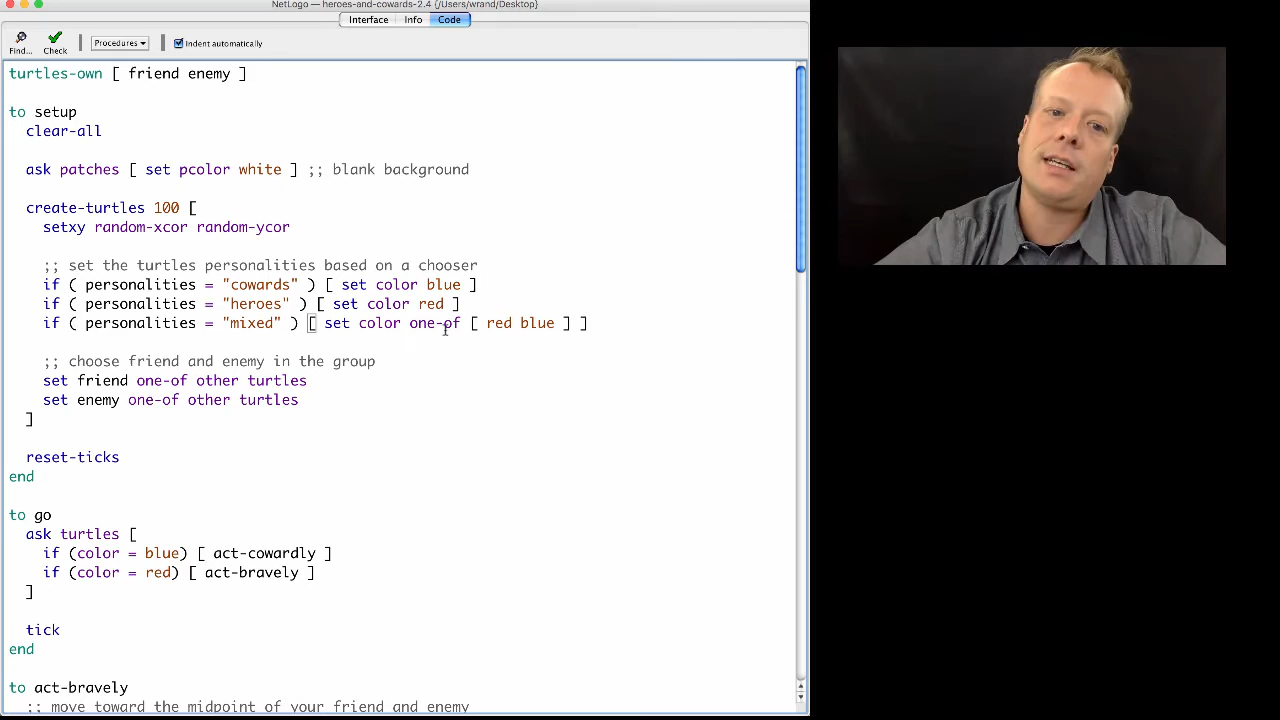 NetLogo — heroes-and-cowards-2.4 {/Users/wrand/Desktop}
Interface Info Code
Find... Check Procedures Indent automatically
turtles-own [ friend enemy ]
to setup
clear-all
ask patches [ set pcolor white ] ;; blank background
create-turtles 100 [
setxy random-xcor random-ycor
;; set the turtles personalities based on a chooser
if ( personalities = "cowards" ) [ set color blue ]
if ( personalities = "heroes" ) [ set color red ]
if ( personalities = "mixed" ) [ set color one-of [ red blue ] ]
;; choose friend and enemy in the group
set friend one-of other turtles
set enemy one-of other turtles
]
reset-ticks
end
to go
ask turtles [
if (color = blue) [ act-cowardly ]
if (color = red) [ act-bravely ]
]
tick
end
to act-bravely
;; move toward the midpoint of your friend and enemy